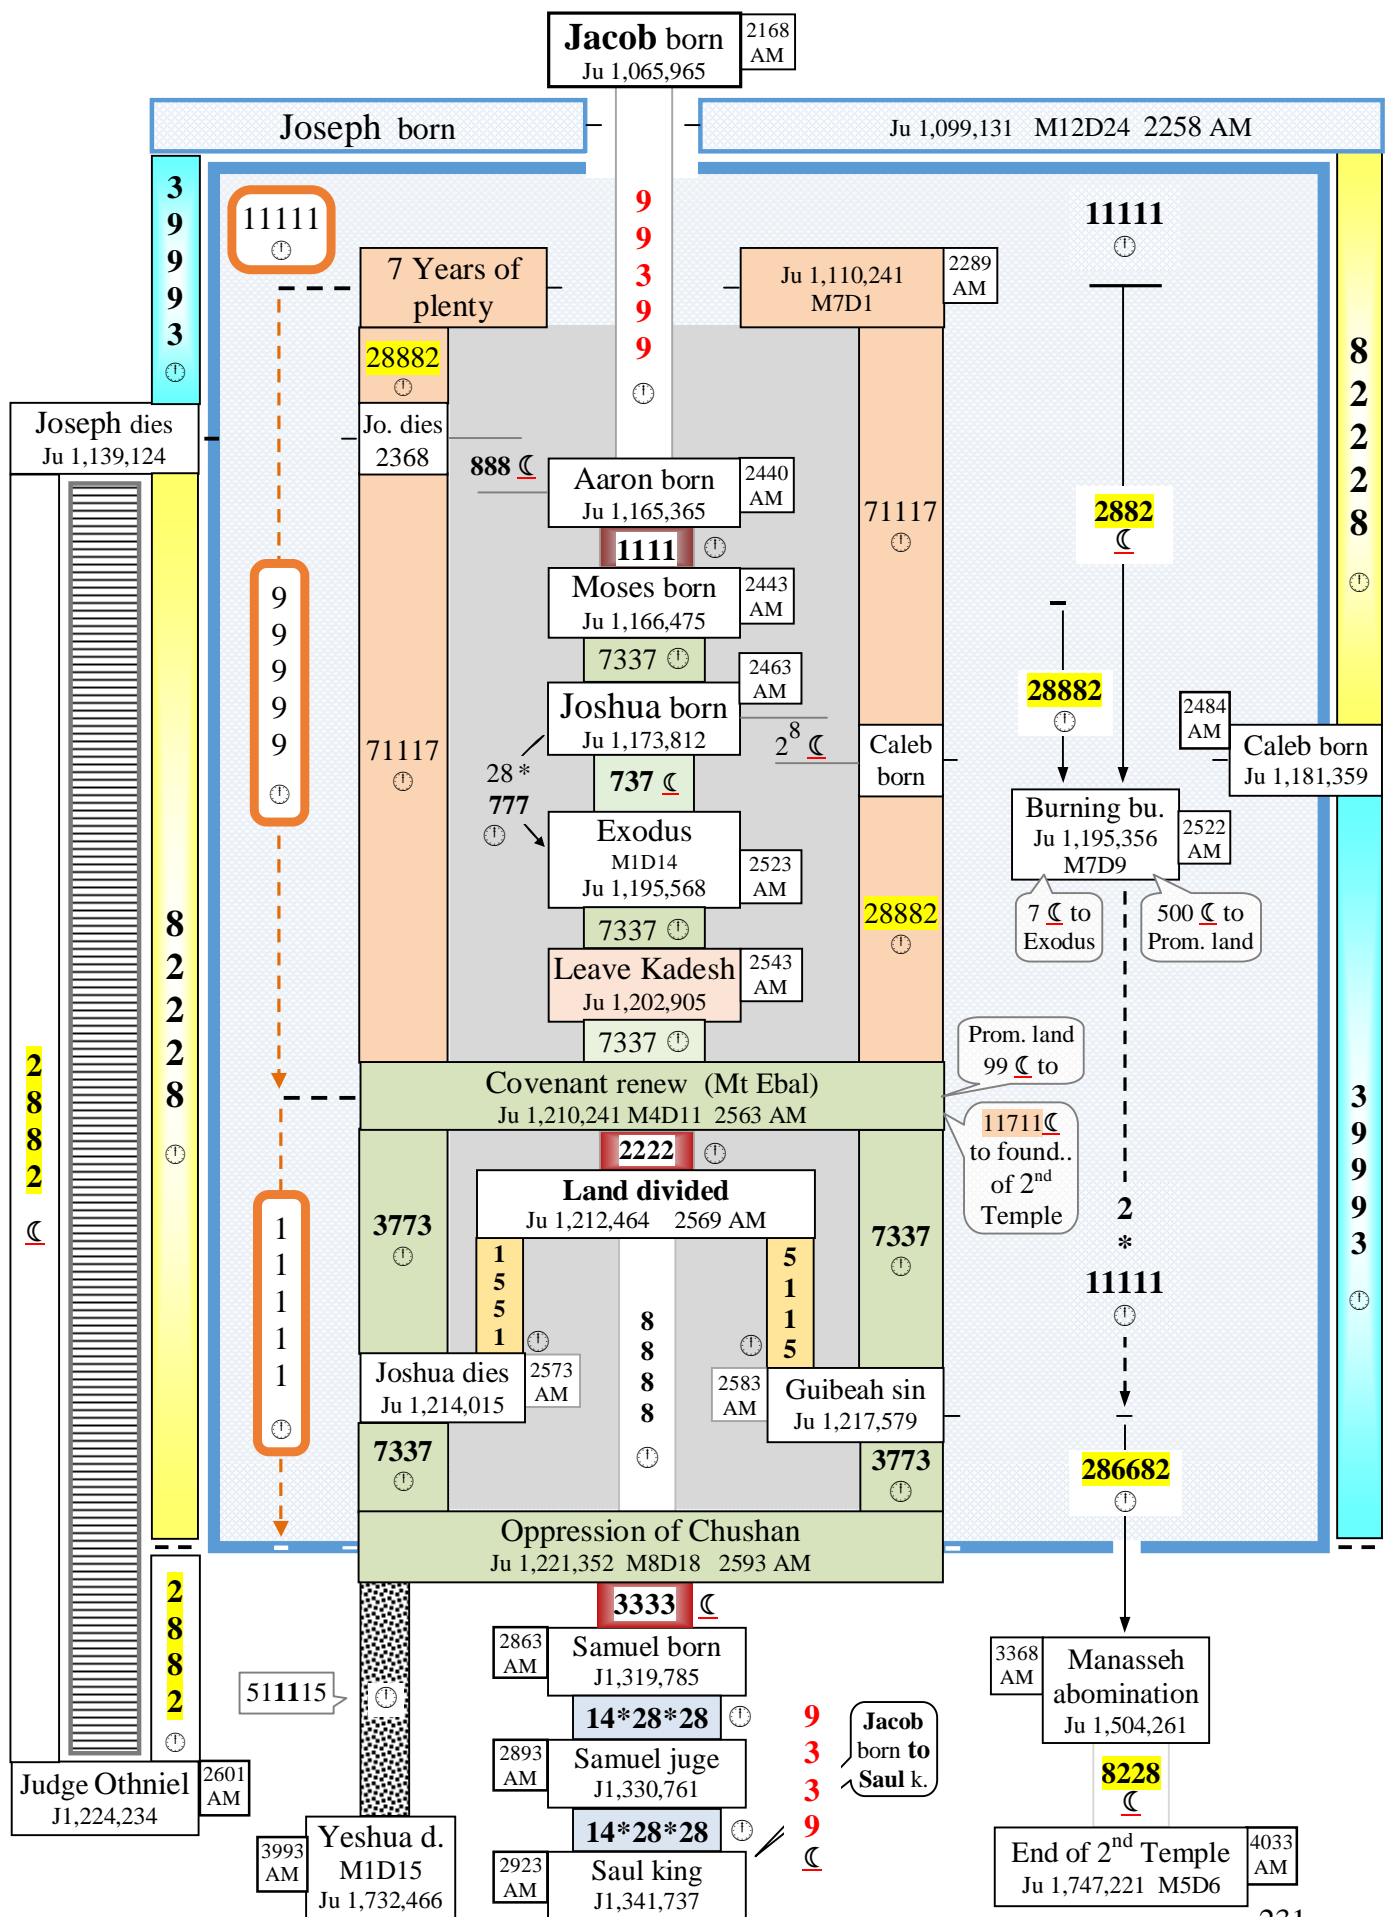 Jacob born
Ju 1,065,965
2168
AM
Joseph born
Ju 1,099,131 M12D24 2258 AM
3
9
9
9
3
11111
9
9
3
9
9
11111
7 Years of
plenty
Ju 1,110,241
M7D1
2289
AM
28882
8
2
2
2
8
Joseph dies
Ju 1,139,124
Jo. dies
2368
888 ☾
Aaron born
Ju 1,165,365
2440
AM
71117
2882
☾
1111
Moses born
Ju 1,166,475
2443
AM
9
9
9
9
9
7337
28882
Joshua born
Ju 1,173,812
2463
AM
2484
AM
71117
2⁸ ☾
Caleb
born
Caleb born
Ju 1,181,359
28 *
777
737 ☾
Burning bu.
Ju 1,195,356
M7D9
2522
AM
Exodus
M1D14
Ju 1,195,568
2523
AM
8
2
2
2
8
28882
7 ☾ to
Exodus
500 ☾ to
Prom. land
7337
Leave Kadesh
Ju 1,202,905
2543
AM
7337
Prom. land
99 ☾ to
2
8
8
2
☾
Covenant renew (Mt Ebal)
Ju 1,210,241 M4D11 2563 AM
3
9
9
9
3
11711☾
to found..
of 2nd
Temple
2222
Land divided
Ju 1,212,464 2569 AM
1
1
1
1
1
3773
7337
2
*
11111
1
5
5
1
5
1
1
5
8
8
8
8
Joshua dies
Ju 1,214,015
2573
AM
2583
AM
Guibeah sin
Ju 1,217,579
7337
3773
286682
Oppression of Chushan
Ju 1,221,352 M8D18 2593 AM
2
8
8
2
3333 ☾
2863
AM
Samuel born
J1,319,785
3368
AM
Manasseh
abomination
Ju 1,504,261
511115
14*28*28
9
3
3
9
☾
Jacob
born to
Saul k.
2893
AM
Samuel juge
J1,330,761
Judge Othniel
J1,224,234
2601
AM
8228
☾
14*28*28
3993
AM
Yeshua d.
M1D15
Ju 1,732,466
2923
AM
Saul king
J1,341,737
End of 2nd Temple
Ju 1,747,221 M5D6
4033
AM
231